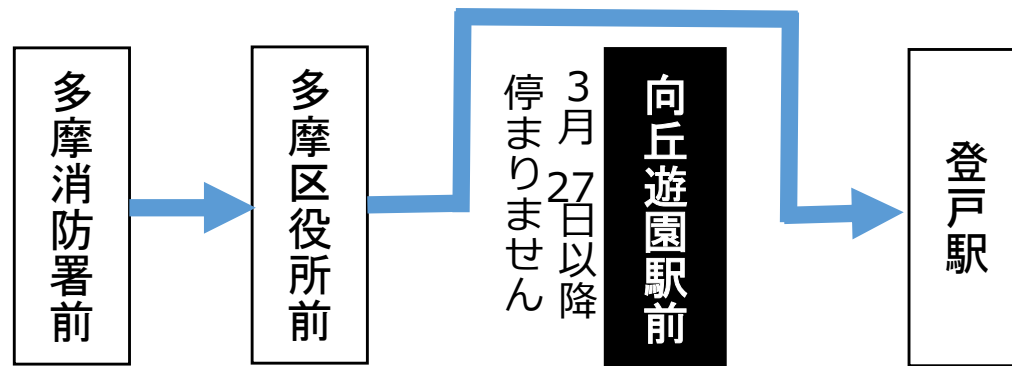 多摩消防署前
多摩区役所前
3月27日以降
停まりません
向丘遊園駅前
登戸駅